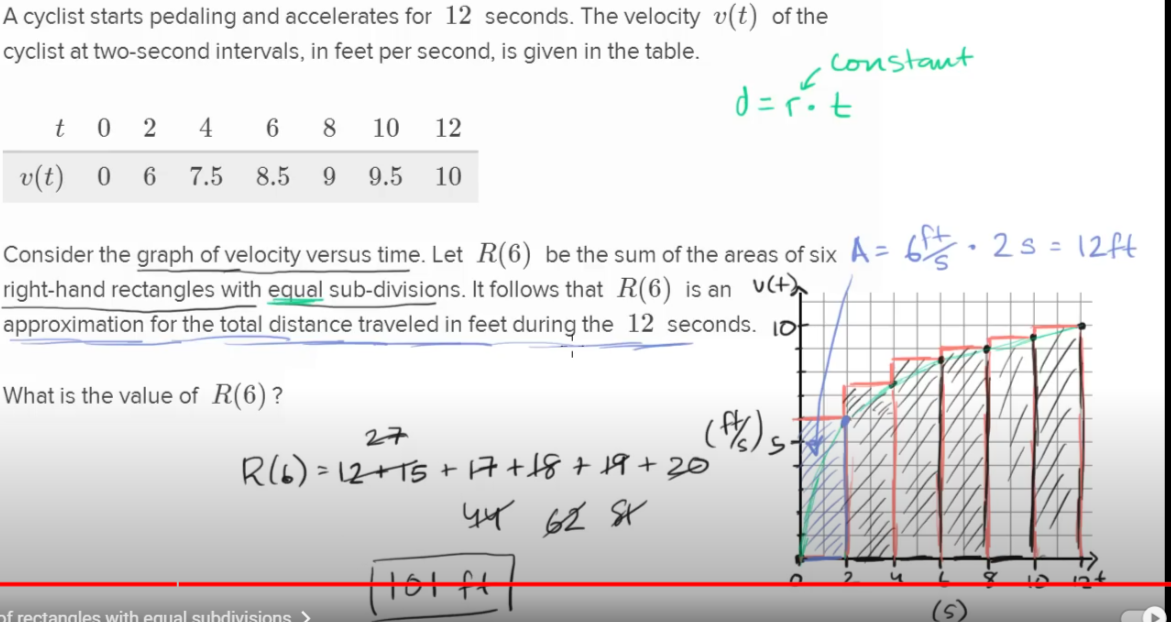 A cyclist starts pedaling and accelerates for 12 seconds. The velocity v(t) of the
cyclist at two-second intervals, in feet per second, is given in the table.
constant
d = r · t
t 0 2 4 6 8 10 12
v(t) 0 6 7.5 8.5 9 9.5 10
Consider the graph of velocity versus time. Let R(6) be the sum of the areas of six
A = 6 ft/s · 2 s = 12 ft
right-hand rectangles with equal sub-divisions. It follows that R(6) is an
v(t)
approximation for the total distance traveled in feet during the 12 seconds.
10
What is the value of R(6)?
27
(ft/s) 5
R(6) = 12 + 15 + 17 + 18 + 19 + 20
44 62 81
101 ft
0 2 4 6 8 10 12 t
(s)
of rectangles with equal subdivisions >